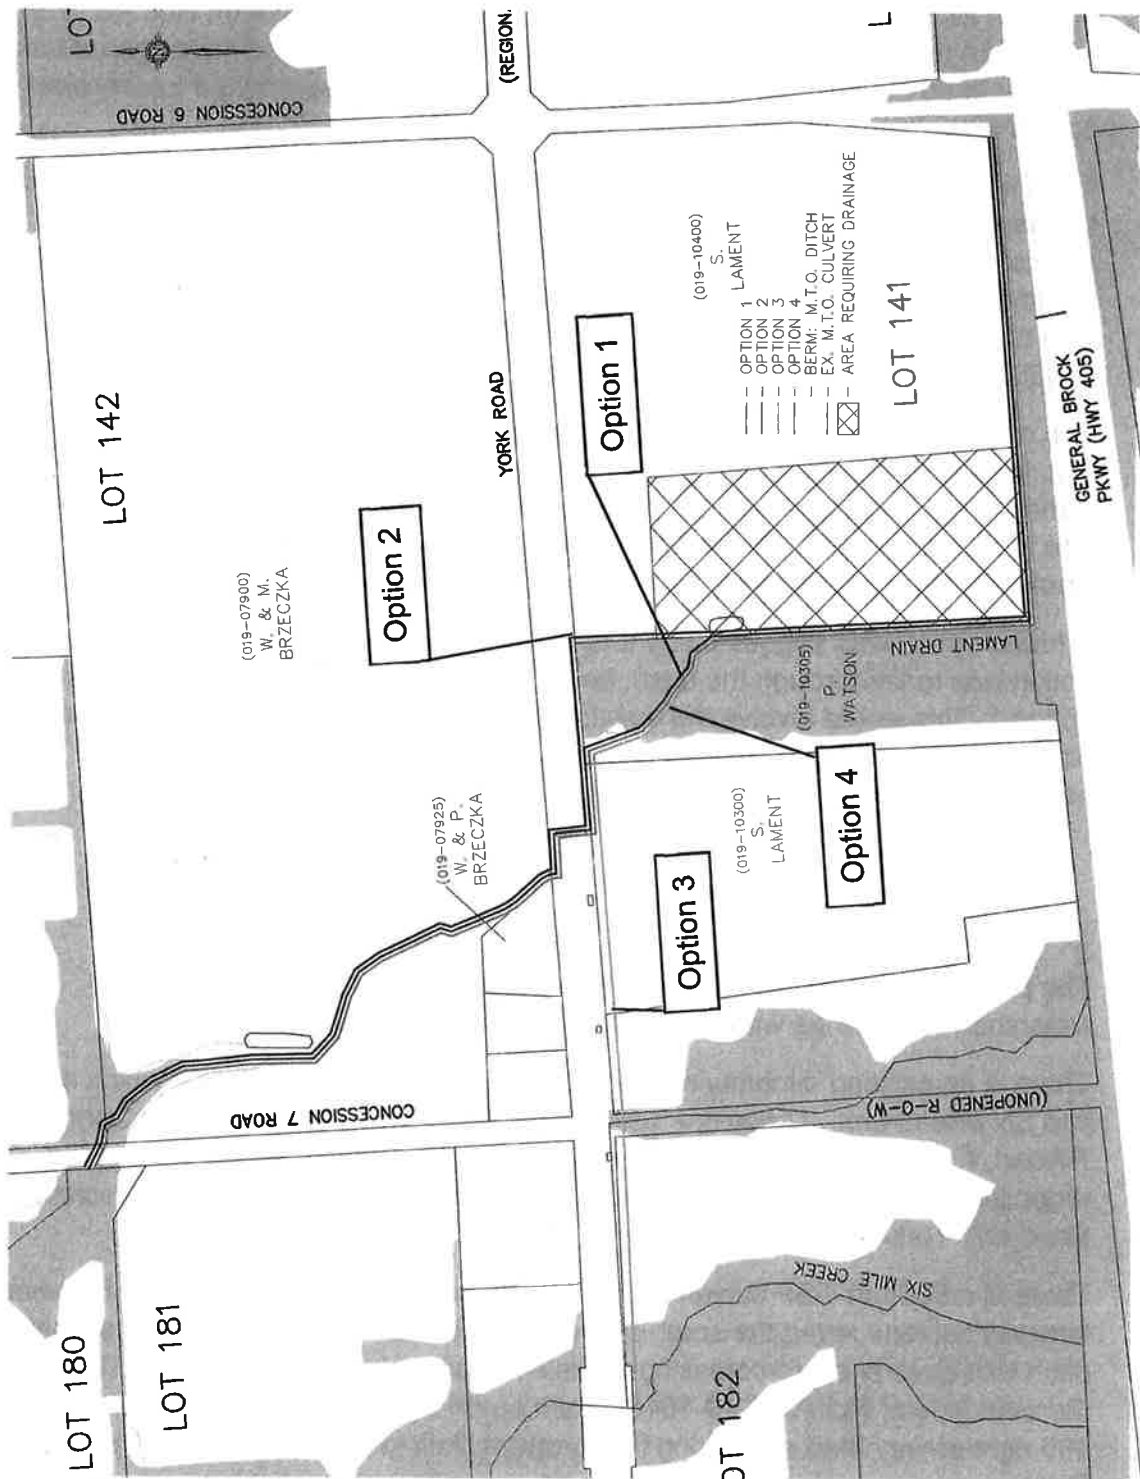 LOT 180
LOT 181
LOT 142
CONCESSION 6 ROAD
N
CONCESSION 7 ROAD
(019-07900)
W. & M.
BRZECZKA
(019-07925)
W. & P.
BRZECZKA
Option 2
YORK ROAD
(REGION
Option 1
Option 3
Option 4
(019-10300)
S.
LAMENT
(019-10305)
P.
WATSON
LAMENT DRAIN
(019-10400)
S.
LAMENT
OPTION 1
OPTION 2
OPTION 3
OPTION 4
BERM: M.T.O. DITCH
EX. M.T.O. CULVERT
AREA REQUIRING DRAINAGE
LOT 141
(UNOPENED R-O-W)
SIX MILE CREEK
OT 182
GENERAL BROCK
PKWY (HWY 405)
LO
L